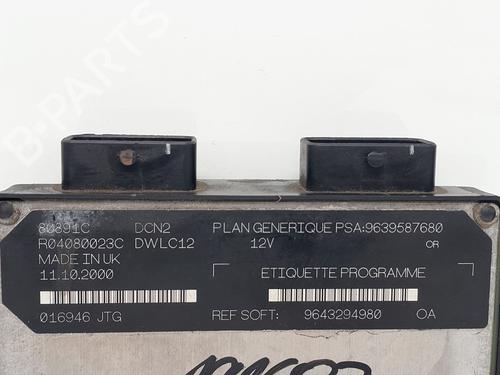 B-PARTS
80891C DCN2 PLAN GENERIQUE PSA:9639587680
R04080023C DWLC12 12V OR
MADE IN UK
11.10.2000 ETIQUETTE PROGRAMME
016946 JTG REF SOFT: 9643294980 OA